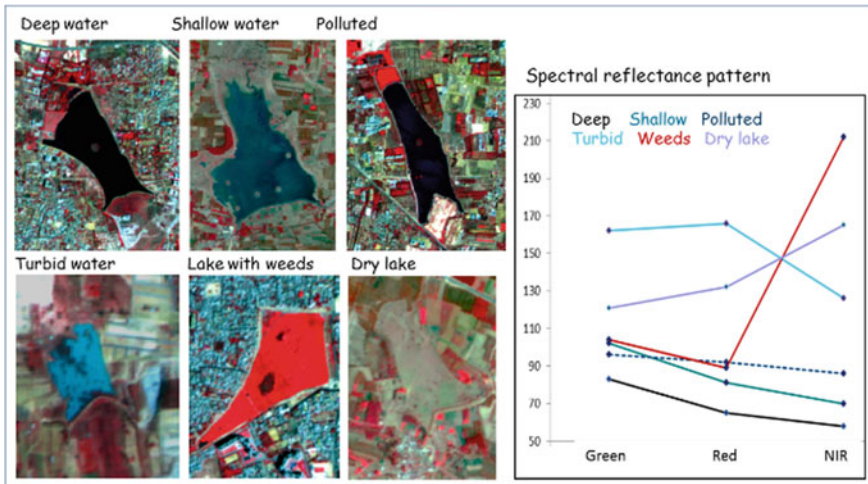 Deep water Shallow water Polluted
Turbid water Lake with weeds Dry lake
Spectral reflectance pattern
230
210
190
170
150
130
110
90
70
50
Deep Shallow Polluted
Turbid Weeds Dry lake
Green Red NIR